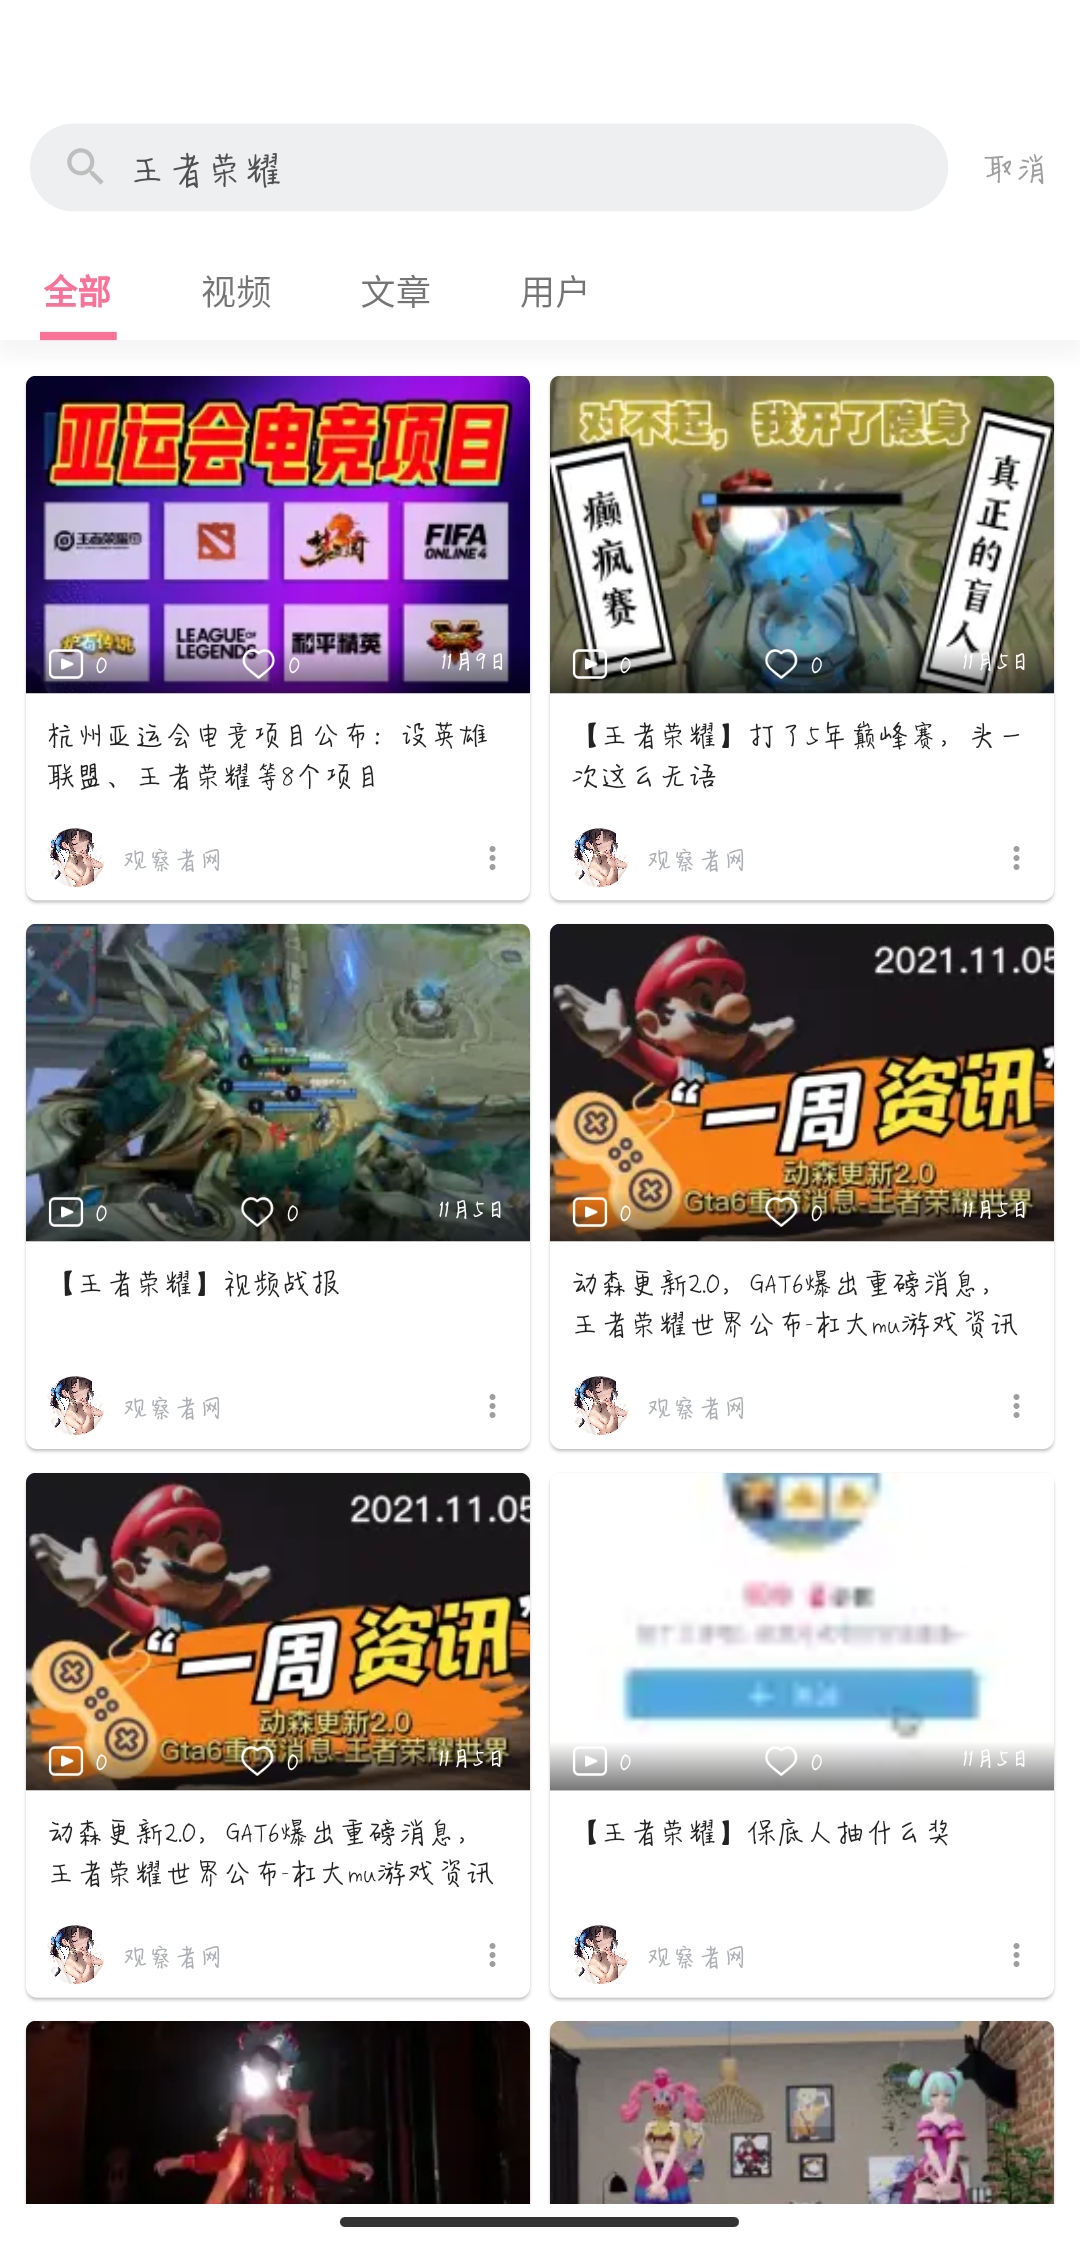 王者荣耀
取消
全部
视频
文章
用户
亚运会电竞项目
王者荣耀
FIFA
ONLINE 4
炉石传说
LEAGUE OF
LEGENDS
和平精英
0
0
11月9日
杭州亚运会电竞项目公布：设英雄
联盟、王者荣耀等8个项目
观察者网
对不起，我开了隐身
癫疯赛
真正的盲人
0
0
11月5日
【王者荣耀】打了5年巅峰赛，头一
次这么无语
观察者网
0
0
11月5日
【王者荣耀】视频战报
观察者网
2021.11.05
“一周资讯”
动森更新2.0
Gta6重磅消息-王者荣耀世界
0
0
11月5日
动森更新2.0，GAT6爆出重磅消息，
王者荣耀世界公布-杠大mu游戏资讯
观察者网
2021.11.05
“一周资讯”
动森更新2.0
Gta6重磅消息-王者荣耀世界
0
0
11月5日
动森更新2.0，GAT6爆出重磅消息，
王者荣耀世界公布-杠大mu游戏资讯
观察者网
0
0
11月5日
【王者荣耀】保底人抽什么奖
观察者网